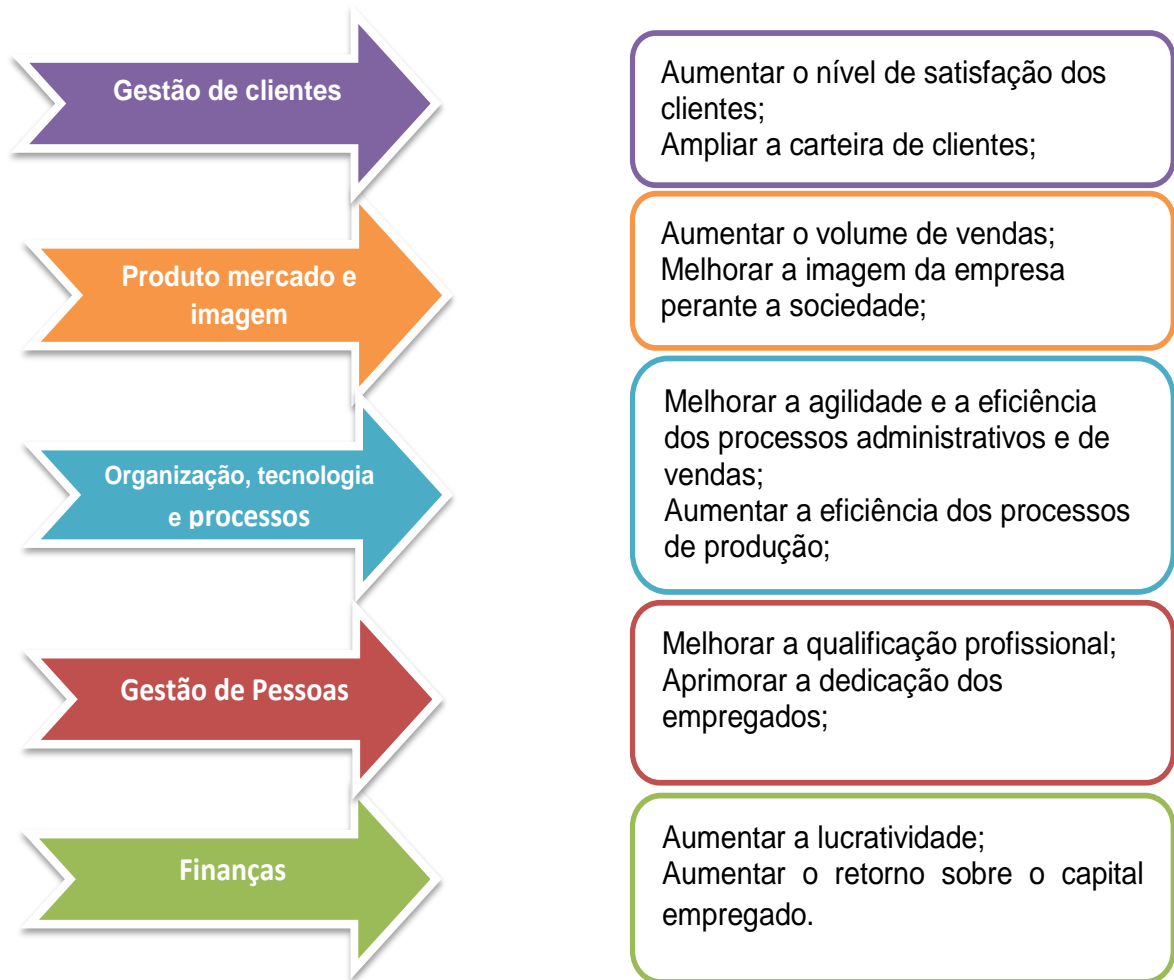 Gestão de clientes
Aumentar o nível de satisfação dos
clientes;
Ampliar a carteira de clientes;
Produto mercado e
imagem
Aumentar o volume de vendas;
Melhorar a imagem da empresa
perante a sociedade;
Organização, tecnologia
e processos
Melhorar a agilidade e a eficiência
dos processos administrativos e de
vendas;
Aumentar a eficiência dos processos
de produção;
Gestão de Pessoas
Melhorar a qualificação profissional;
Aprimorar a dedicação dos
empregados;
Finanças
Aumentar a lucratividade;
Aumentar o retorno sobre o capital
empregado.